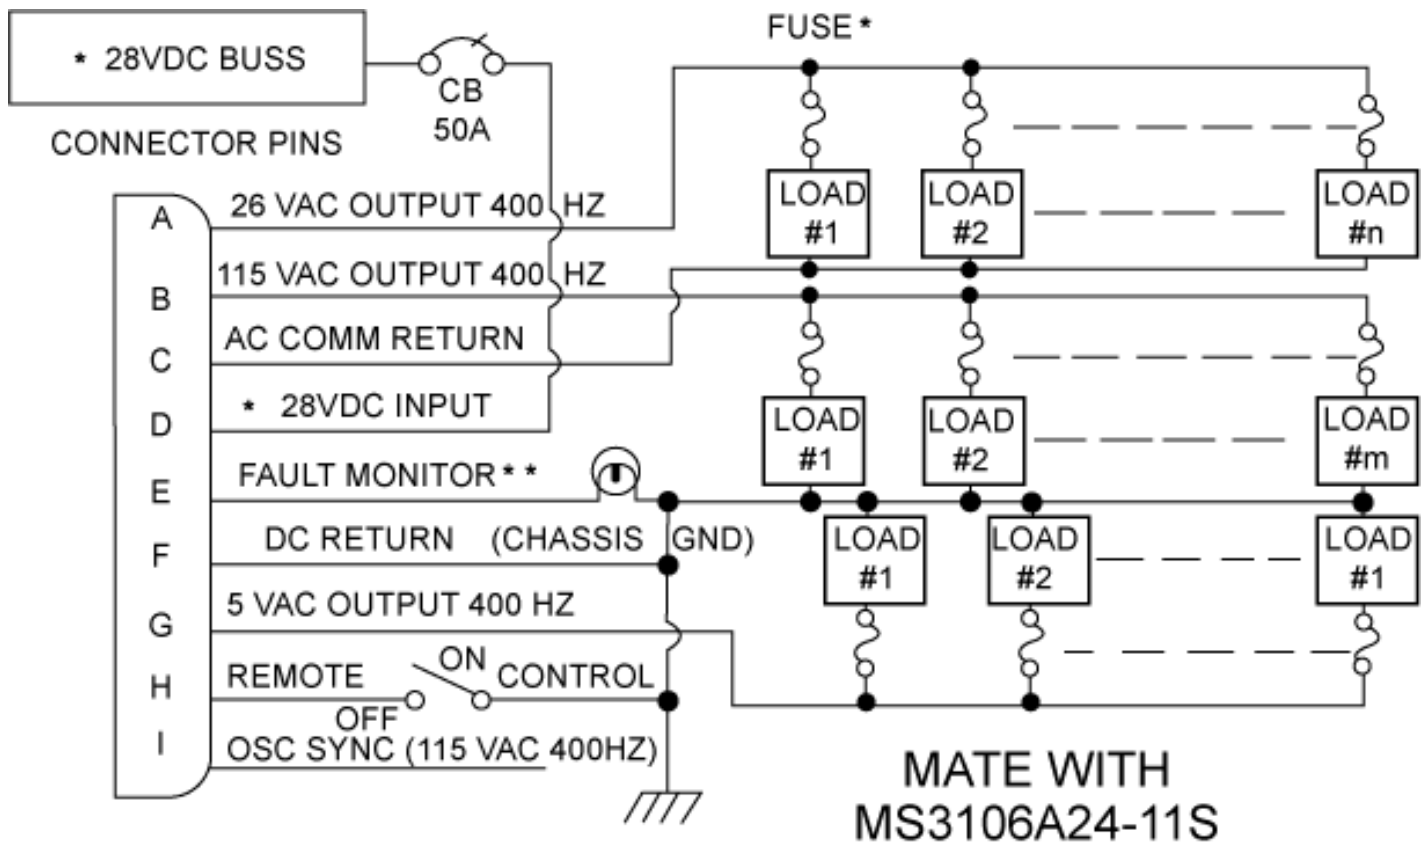 * 28VDC BUSS
CB
50A
FUSE *
CONNECTOR PINS
A
26 VAC OUTPUT 400 HZ
B
115 VAC OUTPUT 400 HZ
C
AC COMM RETURN
D
* 28VDC INPUT
E
FAULT MONITOR * *
F
DC RETURN (CHASSIS GND)
G
5 VAC OUTPUT 400 HZ
H
REMOTE ON CONTROL
OFF
I
OSC SYNC (115 VAC 400HZ)
LOAD
#1
LOAD
#2
LOAD
#n
LOAD
#1
LOAD
#2
LOAD
#m
LOAD
#1
LOAD
#2
LOAD
#1
MATE WITH
MS3106A24-11S